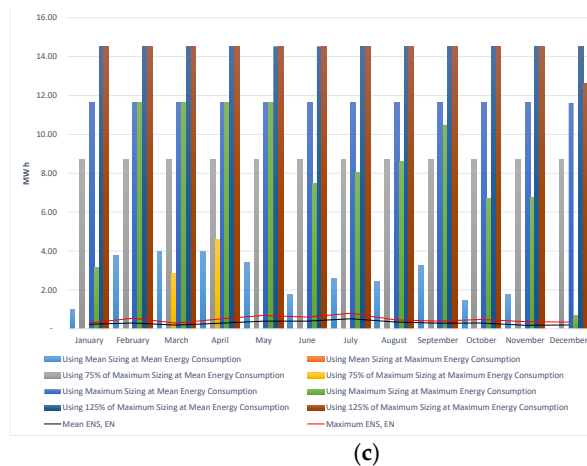 16.00
14.00
12.00
10.00
8.00
6.00
4.00
2.00
-
MWh
January February March April May June July August September October November December
Using Mean Sizing at Mean Energy Consumption Using Mean Sizing at Maximum Energy Consumption
Using 75% of Maximum Sizing at Mean Energy Consumption Using 75% of Maximum Sizing at Maximum Energy Consumption
Using Maximum Sizing at Mean Energy Consumption Using Maximum Sizing at Maximum Energy Consumption
Using 125% of Maximum Sizing at Mean Energy Consumption Using 125% of Maximum Sizing at Maximum Energy Consumption
Mean ENS, EN Maximum ENS, EN
(c)